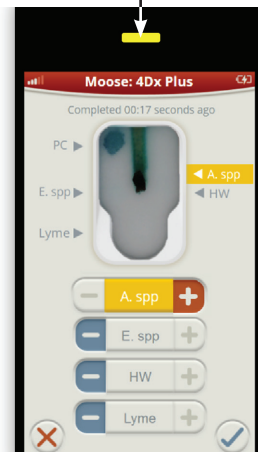 Moose: 4Dx Plus
Completed 00:17 seconds ago
PC
A. spp
E. spp
HW
Lyme
A. spp
E. spp
HW
Lyme